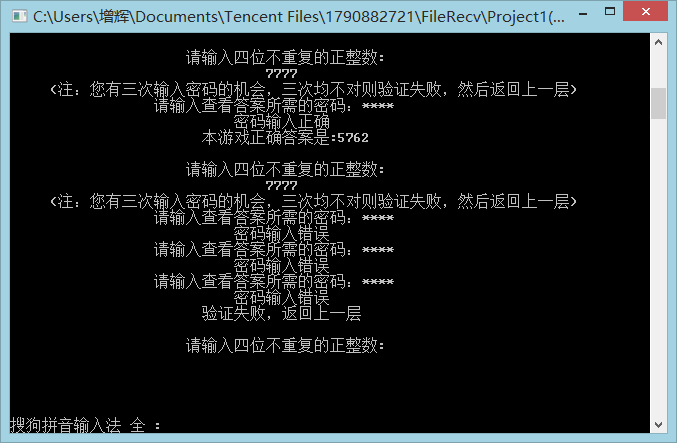 C:\Users\增辉\Documents\Tencent Files\1790882721\FileRecv\Project1(...
请输入四位不重复的正整数:
7777
(注: 您有三次输入密码的机会, 三次均不对则验证失败, 然后返回上一层)
请输入查看答案所需的密码: ****
密码输入正确
本游戏正确答案是:5762
请输入四位不重复的正整数:
7777
(注: 您有三次输入密码的机会, 三次均不对则验证失败, 然后返回上一层)
请输入查看答案所需的密码: ****
密码输入错误
请输入查看答案所需的密码: ****
密码输入错误
请输入查看答案所需的密码: ****
密码输入错误
验证失败, 返回上一层
请输入四位不重复的正整数:
搜狗拼音输入法 全 :